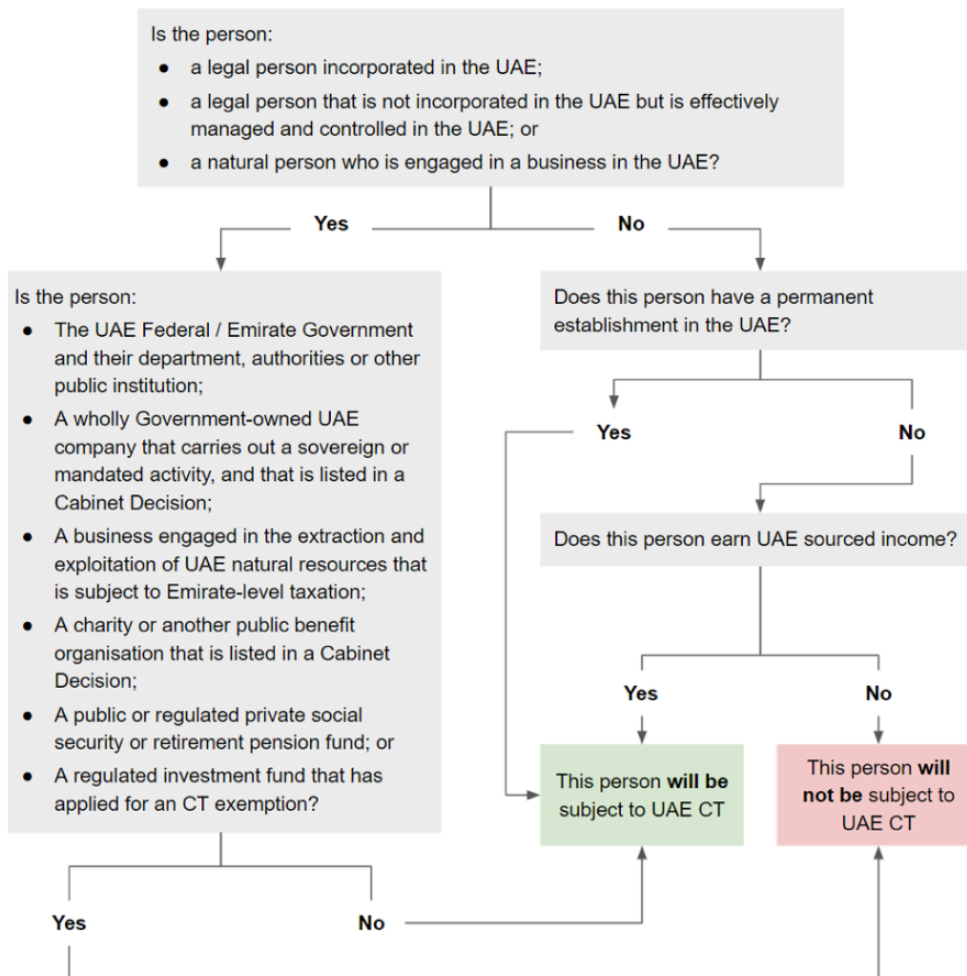 Is the person:
● a legal person incorporated in the UAE;
● a legal person that is not incorporated in the UAE but is effectively
managed and controlled in the UAE; or
● a natural person who is engaged in a business in the UAE?
Yes
No
Is the person:
● The UAE Federal / Emirate Government
and their department, authorities or other
public institution;
● A wholly Government-owned UAE
company that carries out a sovereign or
mandated activity, and that is listed in a
Cabinet Decision;
● A business engaged in the extraction and
exploitation of UAE natural resources that
is subject to Emirate-level taxation;
● A charity or another public benefit
organisation that is listed in a Cabinet
Decision;
● A public or regulated private social
security or retirement pension fund; or
● A regulated investment fund that has
applied for an CT exemption?
Yes
No
Does this person have a permanent
establishment in the UAE?
Yes
No
Does this person earn UAE sourced income?
Yes
No
This person will be
subject to UAE CT
This person will
not be subject to
UAE CT